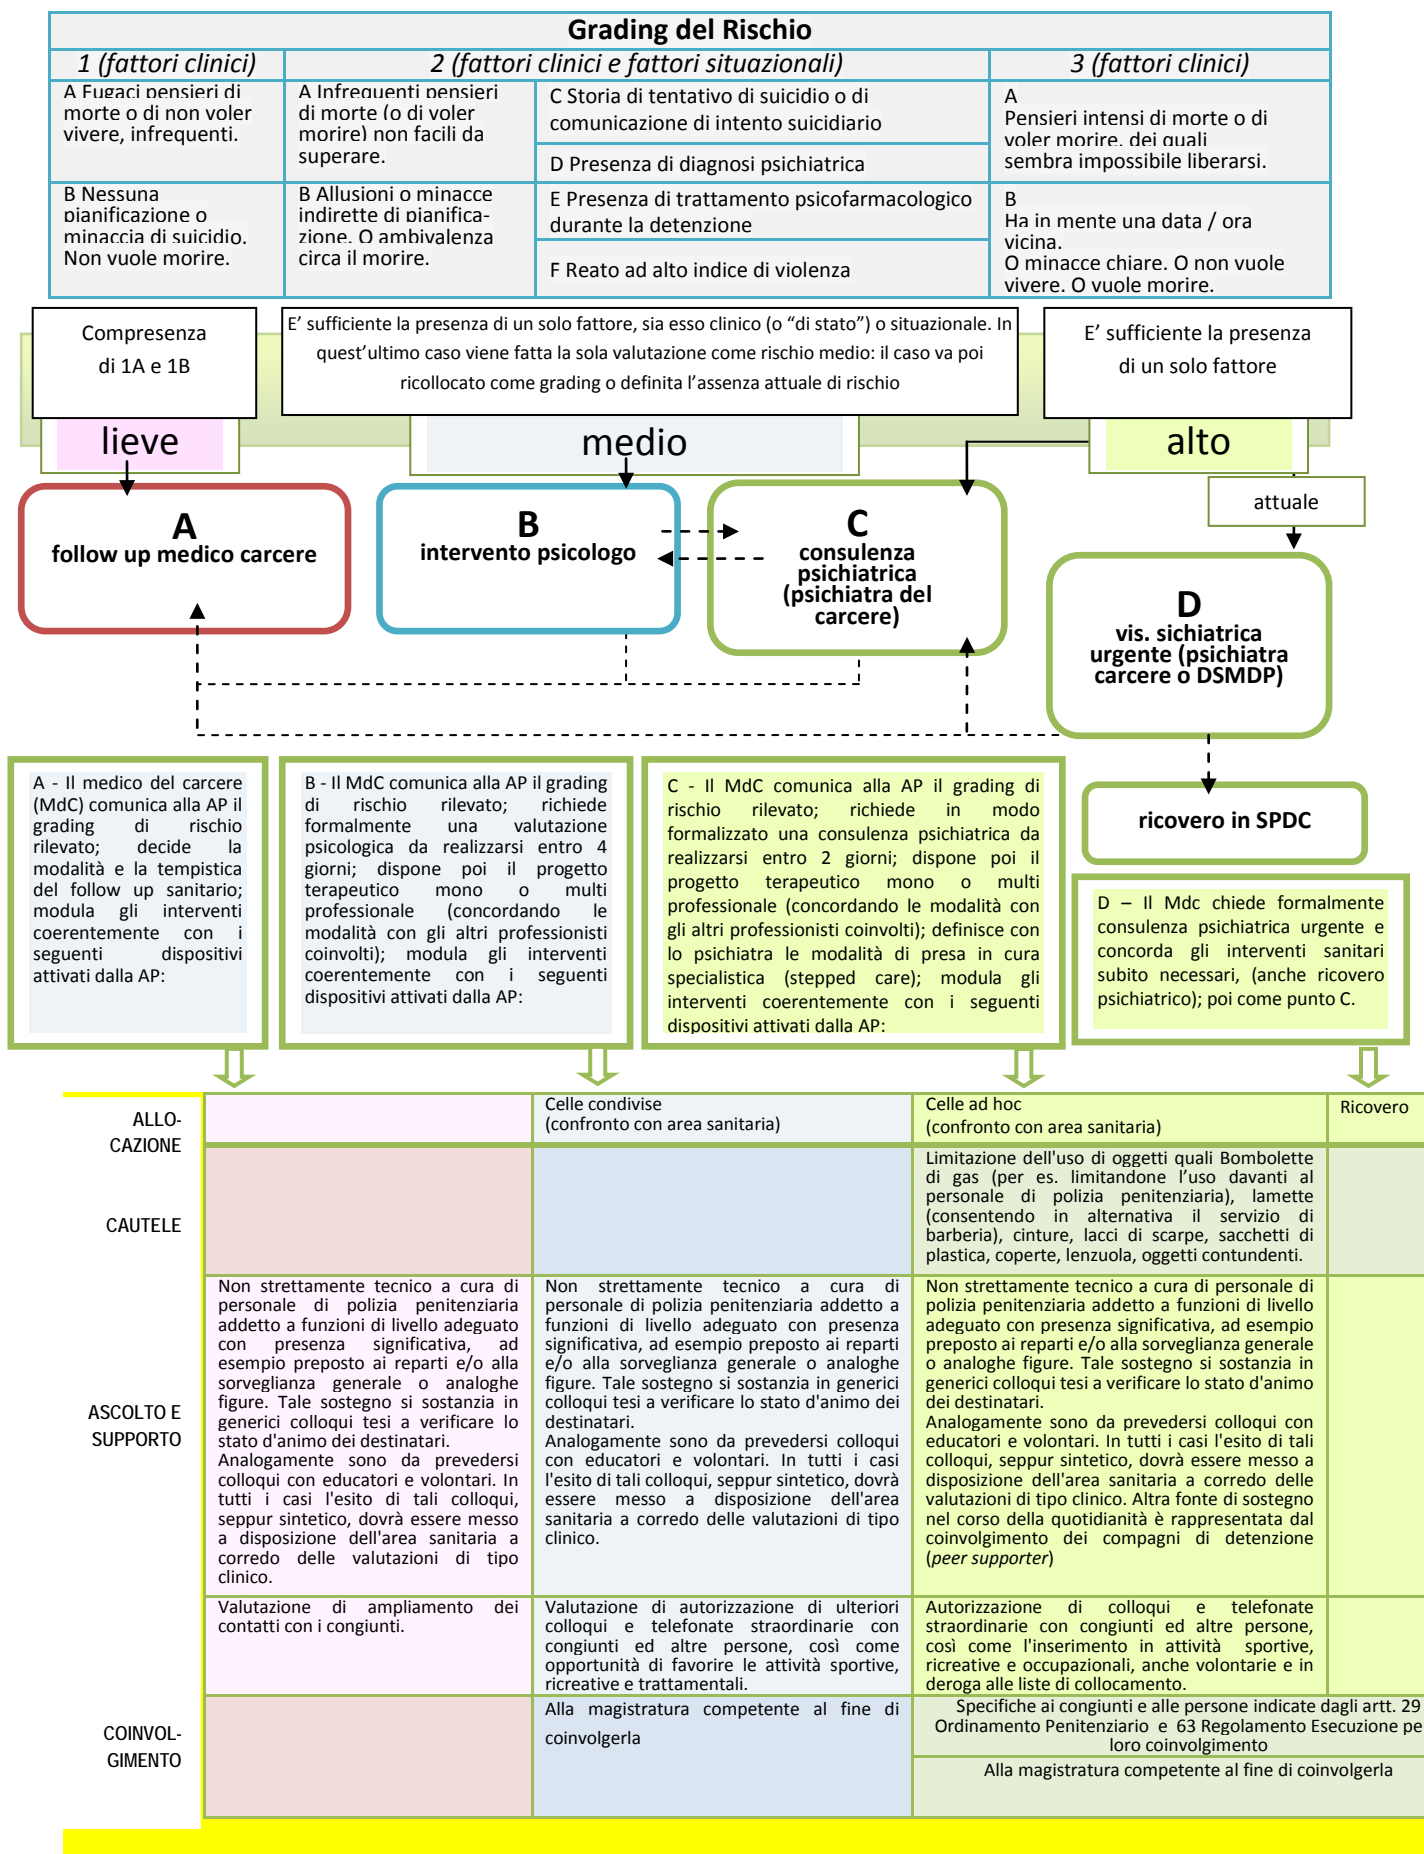 Grading del Rischio
1 (fattori clinici)
2 (fattori clinici e fattori situazionali)
3 (fattori clinici)
A Fugaci pensieri di
morte o di non voler
vivere, infrequenti.
A Infrequenti pensieri
di morte (o di voler
morire) non facili da
superare.
C Storia di tentativo di suicidio o di
comunicazione di intento suicidiario
D Presenza di diagnosi psichiatrica
A
Pensieri intensi di morte o di
voler morire, dei quali
sembra impossibile liberarsi.
B Nessuna
pianificazione o
minaccia di suicidio.
Non vuole morire.
B Allusioni o minacce
indirette di pianifica-
zione. O ambivalenza
circa il morire.
E Presenza di trattamento psicofarmacologico
durante la detenzione
F Reato ad alto indice di violenza
B
Ha in mente una data / ora
vicina.
O minacce chiare. O non vuole
vivere. O vuole morire.
Compresenza
di 1A e 1B
E' sufficiente la presenza di un solo fattore, sia esso clinico (o “di stato”) o situazionale. In
quest'ultimo caso viene fatta la sola valutazione come rischio medio: il caso va poi
ricollocato come grading o definita l'assenza attuale di rischio
E' sufficiente la presenza
di un solo fattore
lieve
medio
alto
attuale
A
follow up medico carcere
B
intervento psicologo
C
consulenza
psichiatrica
(psichiatra del
carcere)
D
vis. sichiatrica
urgente (psichiatra
carcere o DSMDP)
ricovero in SPDC
A - Il medico del carcere
(MdC) comunica alla AP il
grading di rischio
rilevato; decide la
modalità e la tempistica
del follow up sanitario;
modula gli interventi
coerentemente con i
seguenti dispositivi
attivati dalla AP:
B - Il MdC comunica alla AP il grading
di rischio rilevato; richiede
formalmente una valutazione
psicologica da realizzarsi entro 4
giorni; dispone poi il progetto
terapeutico mono o multi
professionale (concordando le
modalità con gli altri professionisti
coinvolti); modula gli interventi
coerentemente con i seguenti
dispositivi attivati dalla AP:
C - Il MdC comunica alla AP il grading di
rischio rilevato; richiede in modo
formalizzato una consulenza psichiatrica da
realizzarsi entro 2 giorni; dispone poi il
progetto terapeutico mono o multi
professionale (concordando le modalità con
gli altri professionisti coinvolti); definisce con
lo psichiatra le modalità di presa in cura
specialistica (stepped care); modula gli
interventi coerentemente con i seguenti
dispositivi attivati dalla AP:
D – Il Mdc chiede formalmente
consulenza psichiatrica urgente e
concorda gli interventi sanitari
subito necessari, (anche ricovero
psichiatrico); poi come punto C.
ALLO-
CAZIONE
Celle condivise
(confronto con area sanitaria)
Celle ad hoc
(confronto con area sanitaria)
Ricovero
CAUTELE
Limitazione dell'uso di oggetti quali Bombolette
di gas (per es. limitandone l'uso davanti al
personale di polizia penitenziaria), lamette
(consentendo in alternativa il servizio di
barberia), cinture, lacci di scarpe, sacchetti di
plastica, coperte, lenzuola, oggetti contundenti.
ASCOLTO E
SUPPORTO
Non strettamente tecnico a cura di
personale di polizia penitenziaria
addetto a funzioni di livello adeguato
con presenza significativa, ad
esempio preposto ai reparti e/o alla
sorveglianza generale o analoghe
figure. Tale sostegno si sostanzia in
generici colloqui tesi a verificare lo
stato d'animo dei destinatari.
Analogamente sono da prevedersi
colloqui con educatori e volontari. In
tutti i casi l'esito di tali colloqui,
seppur sintetico, dovrà essere messo
a disposizione dell'area sanitaria a
corredo delle valutazioni di tipo
clinico.
Non strettamente tecnico a cura di
personale di polizia penitenziaria addetto a
funzioni di livello adeguato con presenza
significativa, ad esempio preposto ai reparti
e/o alla sorveglianza generale o analoghe
figure. Tale sostegno si sostanzia in generici
colloqui tesi a verificare lo stato d'animo dei
destinatari.
Analogamente sono da prevedersi colloqui
con educatori e volontari. In tutti i casi
l'esito di tali colloqui, seppur sintetico, dovrà
essere messo a disposizione dell'area
sanitaria a corredo delle valutazioni di tipo
clinico.
Non strettamente tecnico a cura di personale di
polizia penitenziaria addetto a funzioni di livello
adeguato con presenza significativa, ad esempio
preposto ai reparti e/o alla sorveglianza generale
o analoghe figure. Tale sostegno si sostanzia in
generici colloqui tesi a verificare lo stato d'animo
dei destinatari.
Analogamente sono da prevedersi colloqui con
educatori e volontari. In tutti i casi l'esito di tali
colloqui, seppur sintetico, dovrà essere messo a
disposizione dell'area sanitaria a corredo delle
valutazioni di tipo clinico. Altra fonte di sostegno
nel corso della quotidianità è rappresentata dal
coinvolgimento dei compagni di detenzione
(peer supporter)
Valutazione di ampliamento dei
contatti con i congiunti.
Valutazione di autorizzazione di ulteriori
colloqui e telefonate straordinarie con
congiunti ed altre persone, così come
opportunità di favorire le attività sportive,
ricreative e trattamentali.
Autorizzazione di colloqui e telefonate
straordinarie con congiunti ed altre persone,
così come l'inserimento in attività sportive,
ricreative e occupazionali, anche volontarie e in
deroga alle liste di collocamento.
COINVOL-
GIMENTO
Alla magistratura competente al fine di
coinvolgerla
Specifiche ai congiunti e alle persone indicate dagli artt. 29
Ordinamento Penitenziario e 63 Regolamento Esecuzione pe
loro coinvolgimento
Alla magistratura competente al fine di coinvolgerla